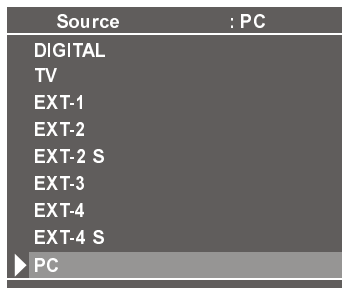 Source : PC
DIGITAL
TV
EXT-1
EXT-2
EXT-2 S
EXT-3
EXT-4
EXT-4 S
PC